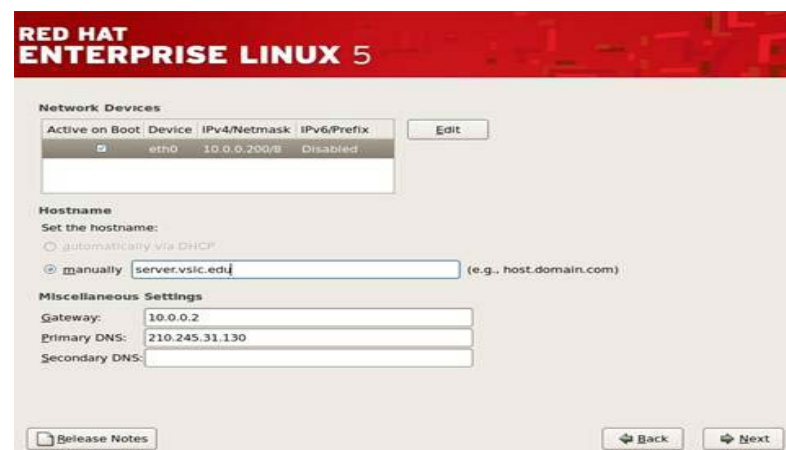 RED HAT
ENTERPRISE LINUX 5
Network Devices
Active on Boot Device IPv4/Netmask IPv6/Prefix
Edit
eth0 10.0.0.200/8 Disabled
Hostname
Set the hostname:
automatically via DHCP
manually server.vsic.edu (e.g., host.domain.com)
Miscellaneous Settings
Gateway: 10.0.0.2
Primary DNS: 210.245.31.130
Secondary DNS:
Release Notes Back Next